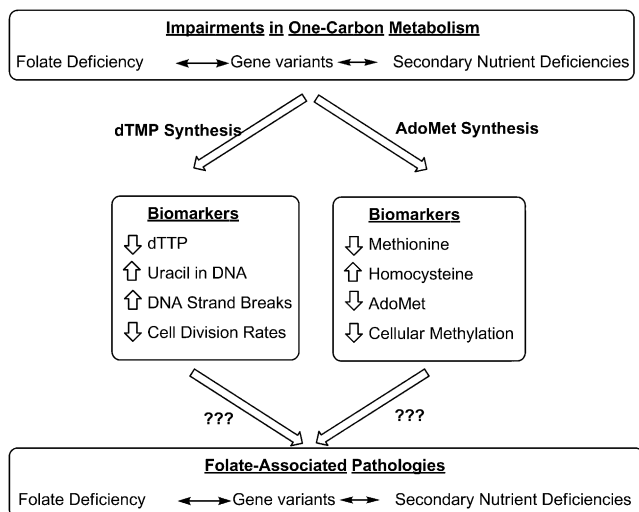 Impairments in One-Carbon Metabolism
Folate Deficiency Gene variants Secondary Nutrient Deficiencies
dTMP Synthesis
AdoMet Synthesis
Biomarkers
dTTP
Uracil in DNA
DNA Strand Breaks
Cell Division Rates
Biomarkers
Methionine
Homocysteine
AdoMet
Cellular Methylation
???
???
Folate-Associated Pathologies
Folate Deficiency Gene variants Secondary Nutrient Deficiencies